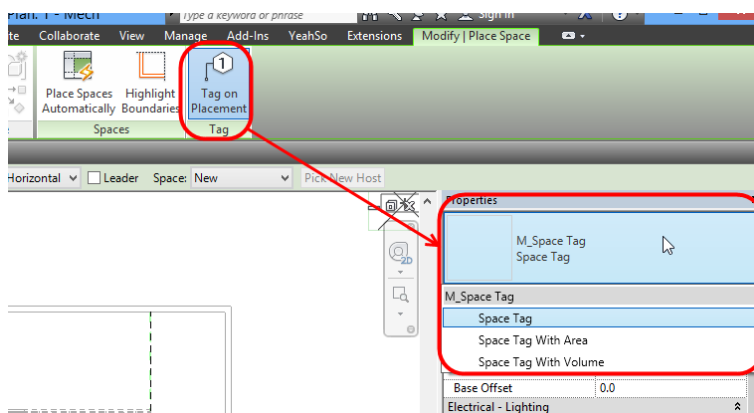 Plan: 1 - Mech
Type a keyword or phrase
Sign In
Collaborate View Manage Add-Ins YeahSo Extensions Modify | Place Space
1
Place Spaces Automatically
Highlight Boundaries
Tag on Placement
Spaces
Tag
Horizontal
Leader
Space: New
Pick New Host
Properties
M_Space Tag
Space Tag
2D
M_Space Tag
Space Tag
Space Tag With Area
Space Tag With Volume
Base Offset 0.0
Electrical - Lighting